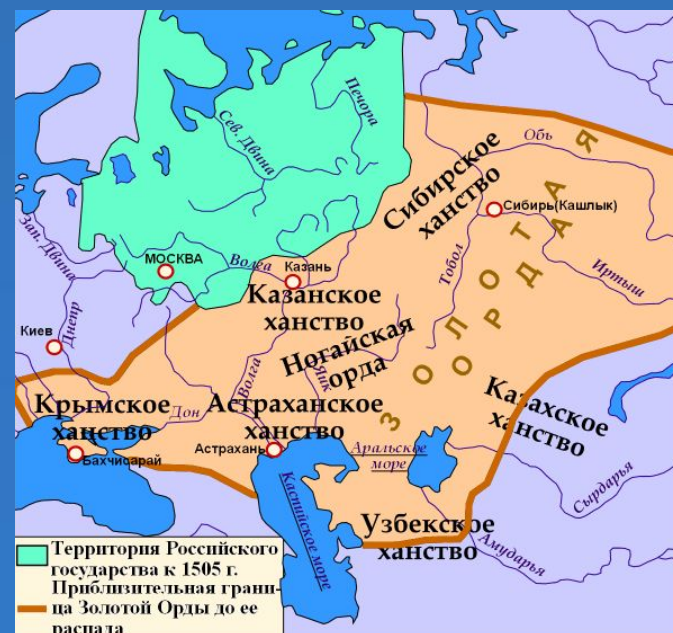 Печора
Сев. Двина
Обь
Сибирское
ханство
Сибирь(Кашлык)
Зап. Двина
МОСКВА
Волга
Казань
Тобол
Иртыш
Казанское
ханство
Киев
Днепр
Ногайская
орда
Волга
Яик
ЗОЛОТАЯ
ОРДА
Казахское
ханство
Крымское
ханство
Дон
Астраханское
ханство
Астрахань
Бахчисарай
Аральское
море
Каспийское море
Сырдарья
Узбекское
ханство
Амударья
Территория Российского
государства к 1505 г.
Приблизительная грани-
ца Золотой Орды до ее
распада